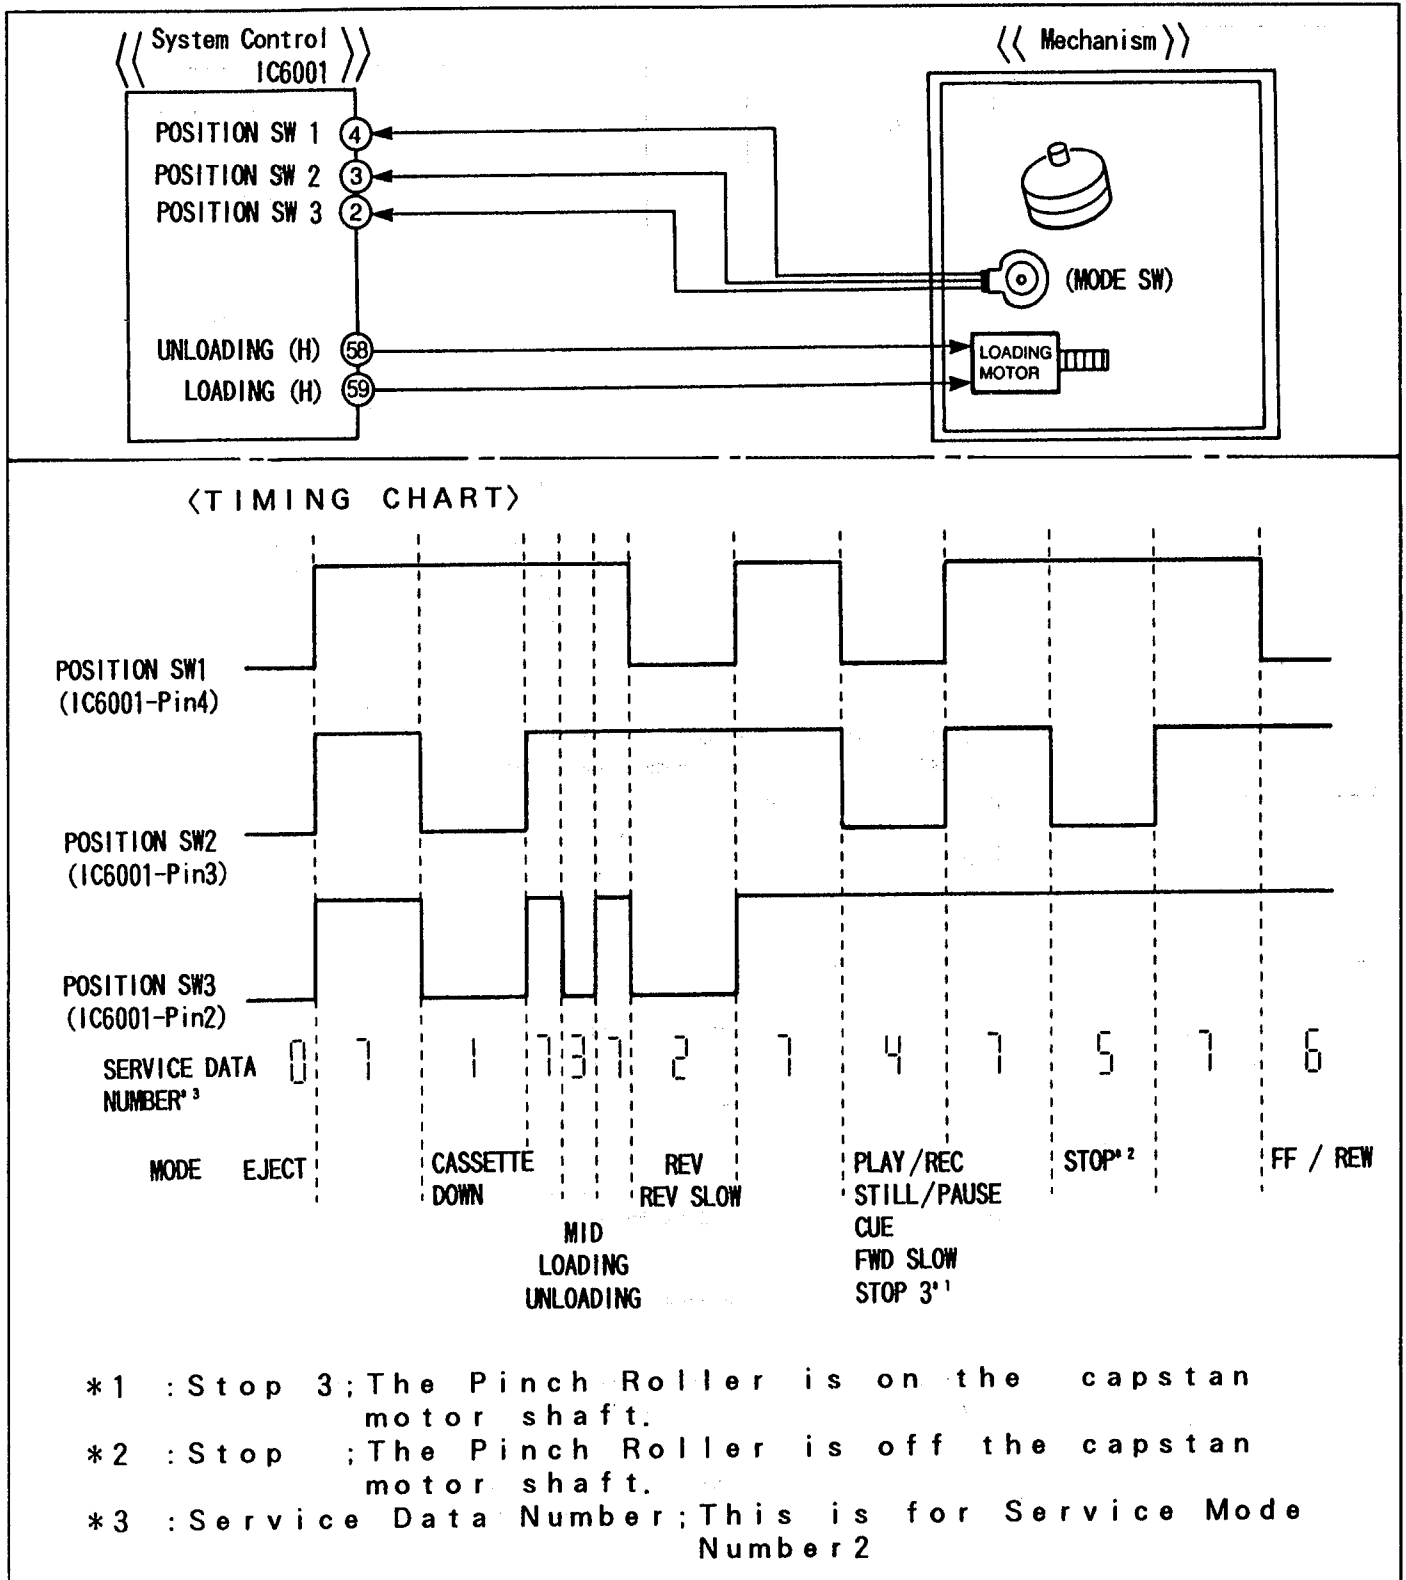 《 System Control 》
IC6001
《 Mechanism 》
POSITION SW 1 4
POSITION SW 2 3
POSITION SW 3 2
(MODE SW)
UNLOADING (H) 58
LOADING (H) 59
LOADING
MOTOR
〈TIMING CHART〉
POSITION SW1
(IC6001-Pin4)
POSITION SW2
(IC6001-Pin3)
POSITION SW3
(IC6001-Pin2)
SERVICE DATA 0 7 1 7 3 7 2 7 4 7 5 7 6
NUMBER*3
MODE EJECT
CASSETTE
DOWN
MID
LOADING
UNLOADING
REV
REV SLOW
PLAY/REC
STILL/PAUSE
CUE
FWD SLOW
STOP 3*1
STOP*2
FF / REW
*1 :Stop 3;The Pinch Roller is on the capstan
motor shaft.
*2 :Stop ;The Pinch Roller is off the capstan
motor shaft.
*3 :Service Data Number;This is for Service Mode
Number2